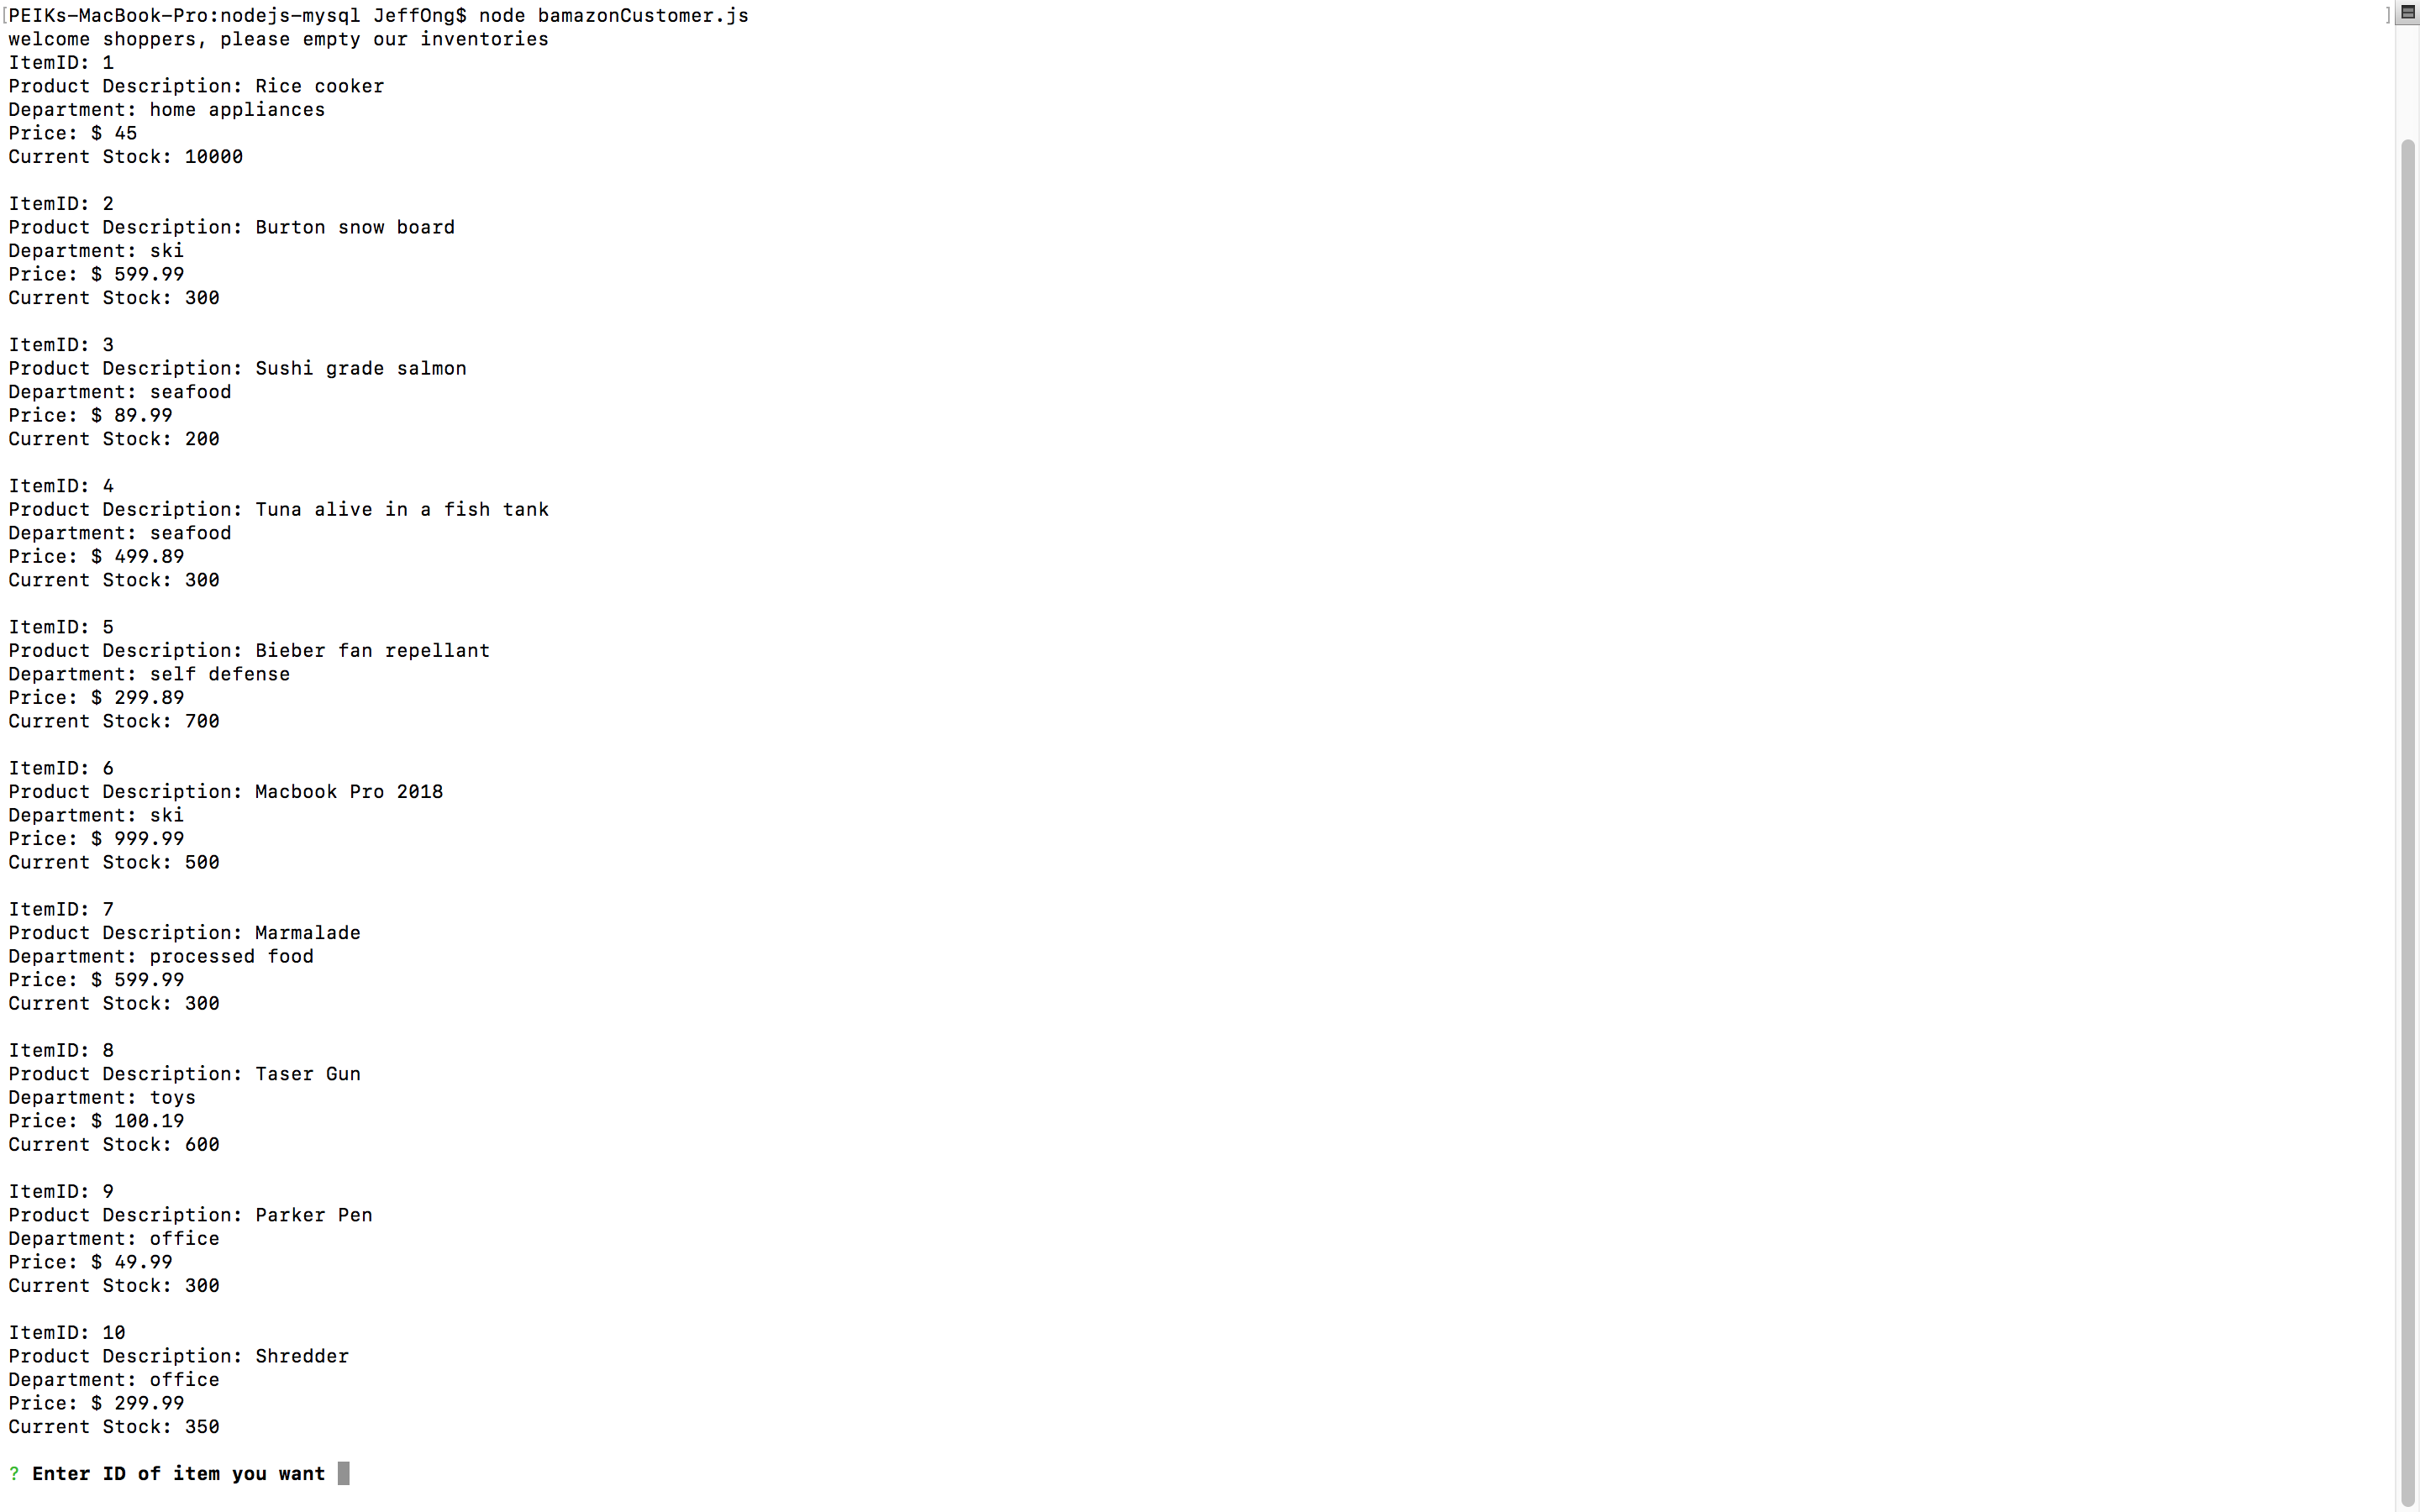 [PEIKs-MacBook-Pro:nodejs-mysql JeffOng$ node bamazonCustomer.js ]
welcome shoppers, please empty our inventories
ItemID: 1
Product Description: Rice cooker
Department: home appliances
Price: $ 45
Current Stock: 10000

ItemID: 2
Product Description: Burton snow board
Department: ski
Price: $ 599.99
Current Stock: 300

ItemID: 3
Product Description: Sushi grade salmon
Department: seafood
Price: $ 89.99
Current Stock: 200

ItemID: 4
Product Description: Tuna alive in a fish tank
Department: seafood
Price: $ 499.89
Current Stock: 300

ItemID: 5
Product Description: Bieber fan repellant
Department: self defense
Price: $ 299.89
Current Stock: 700

ItemID: 6
Product Description: Macbook Pro 2018
Department: ski
Price: $ 999.99
Current Stock: 500

ItemID: 7
Product Description: Marmalade
Department: processed food
Price: $ 599.99
Current Stock: 300

ItemID: 8
Product Description: Taser Gun
Department: toys
Price: $ 100.19
Current Stock: 600

ItemID: 9
Product Description: Parker Pen
Department: office
Price: $ 49.99
Current Stock: 300

ItemID: 10
Product Description: Shredder
Department: office
Price: $ 299.99
Current Stock: 350

? Enter ID of item you want